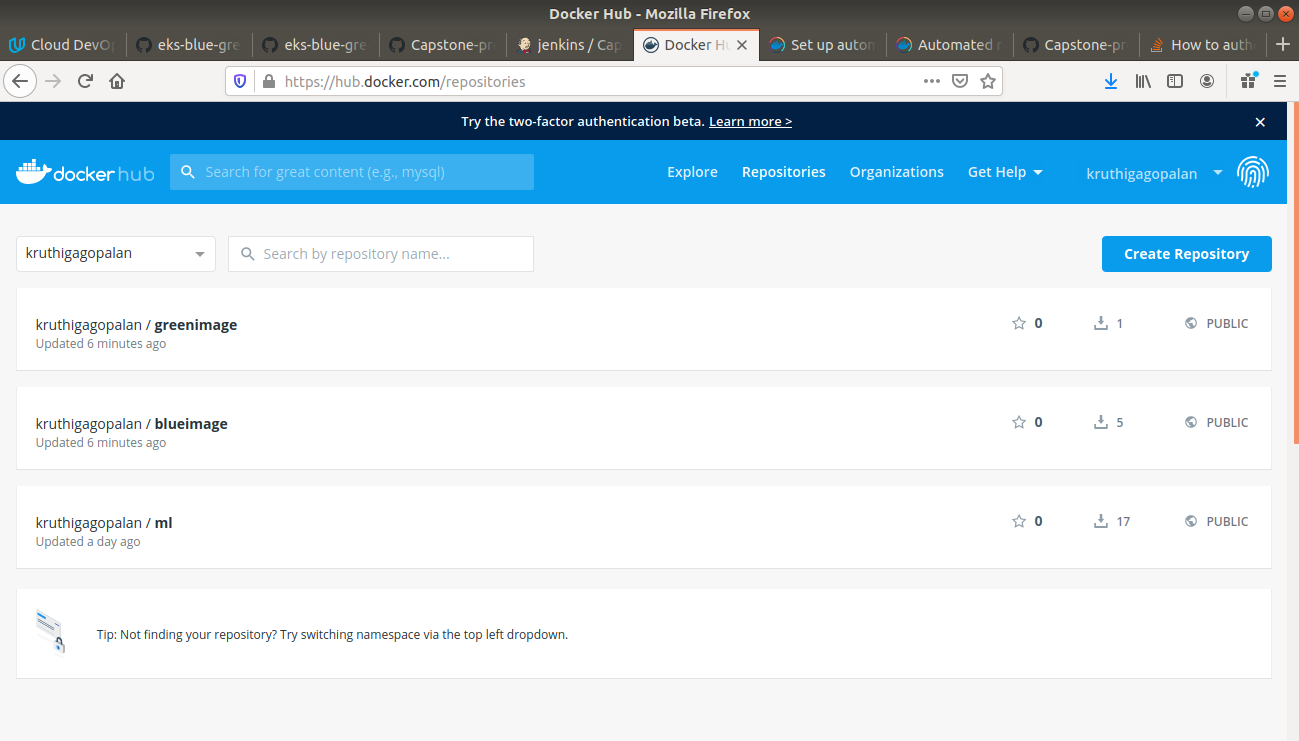 Docker Hub - Mozilla Firefox
Cloud DevO eks-blue-gre eks-blue-gre Capstone-pr jenkins / Cap Docker Hu Set up auton Automated r Capstone-pr How to auth
https://hub.docker.com/repositories
Try the two-factor authentication beta. Learn more >
docker hub Search for great content (e.g., mysql) Explore Repositories Organizations Get Help kruthigagopalan
kruthigagopalan Search by repository name... Create Repository
kruthigagopalan / greenimage 0 1 PUBLIC
Updated 6 minutes ago
kruthigagopalan / blueimage 0 5 PUBLIC
Updated 6 minutes ago
kruthigagopalan / ml 0 17 PUBLIC
Updated a day ago
Tip: Not finding your repository? Try switching namespace via the top left dropdown.